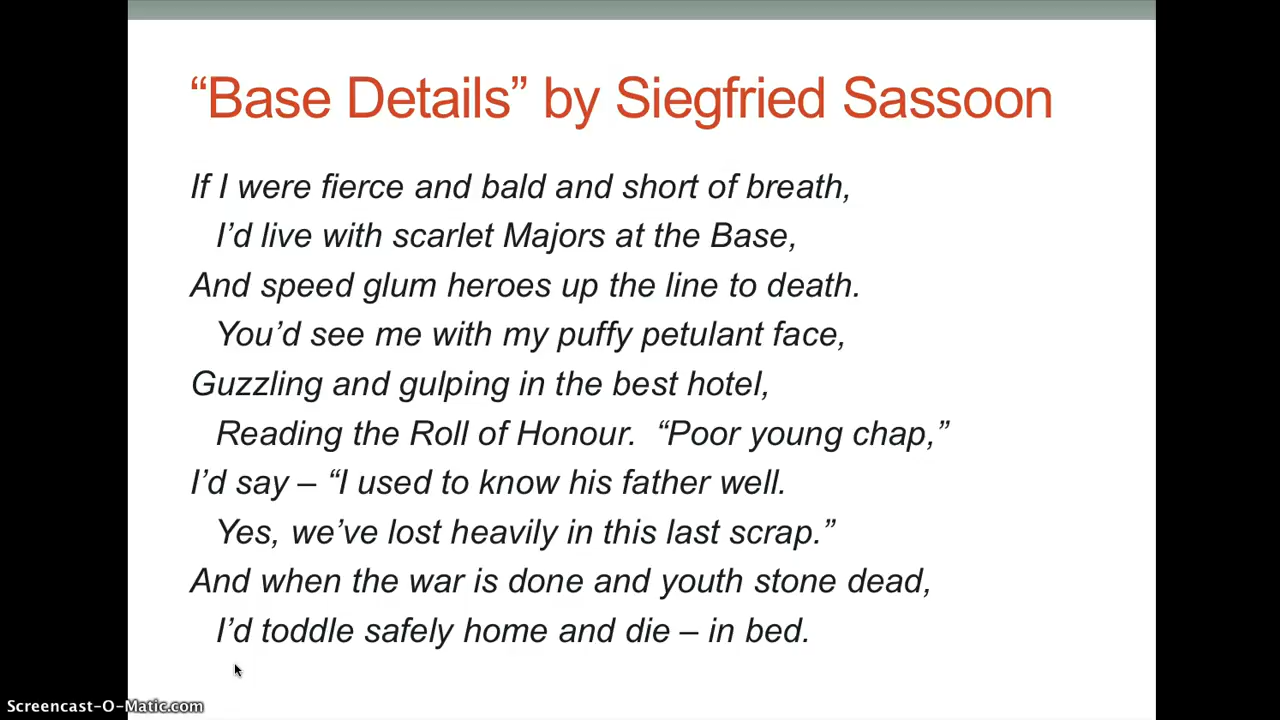 “Base Details” by Siegfried Sassoon
If I were fierce and bald and short of breath,
I’d live with scarlet Majors at the Base,
And speed glum heroes up the line to death.
You’d see me with my puffy petulant face,
Guzzling and gulping in the best hotel,
Reading the Roll of Honour.  “Poor young chap,”
I’d say – “I used to know his father well.
Yes, we’ve lost heavily in this last scrap.”
And when the war is done and youth stone dead,
I’d toddle safely home and die – in bed.
Screencast-O-Matic.com